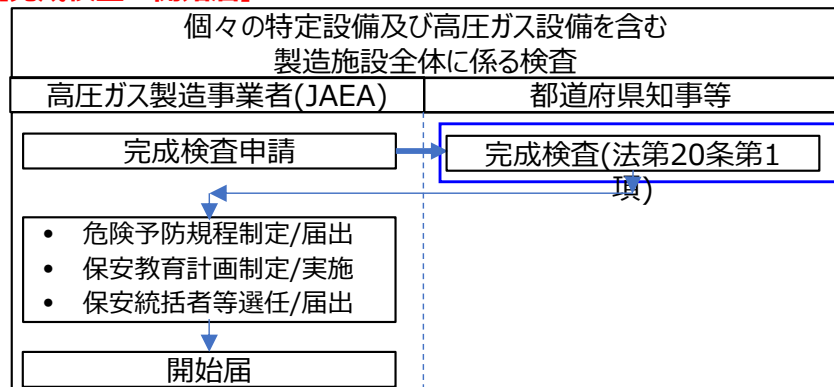 個々の特定設備及び高圧ガス設備を含む
製造施設全体に係る検査
高圧ガス製造事業者(JAEA)
都道府県知事等
完成検査申請
完成検査(法第20条第1
項)
• 危険予防規程制定/届出
• 保安教育計画制定/実施
• 保安統括者等選任/届出
開始届